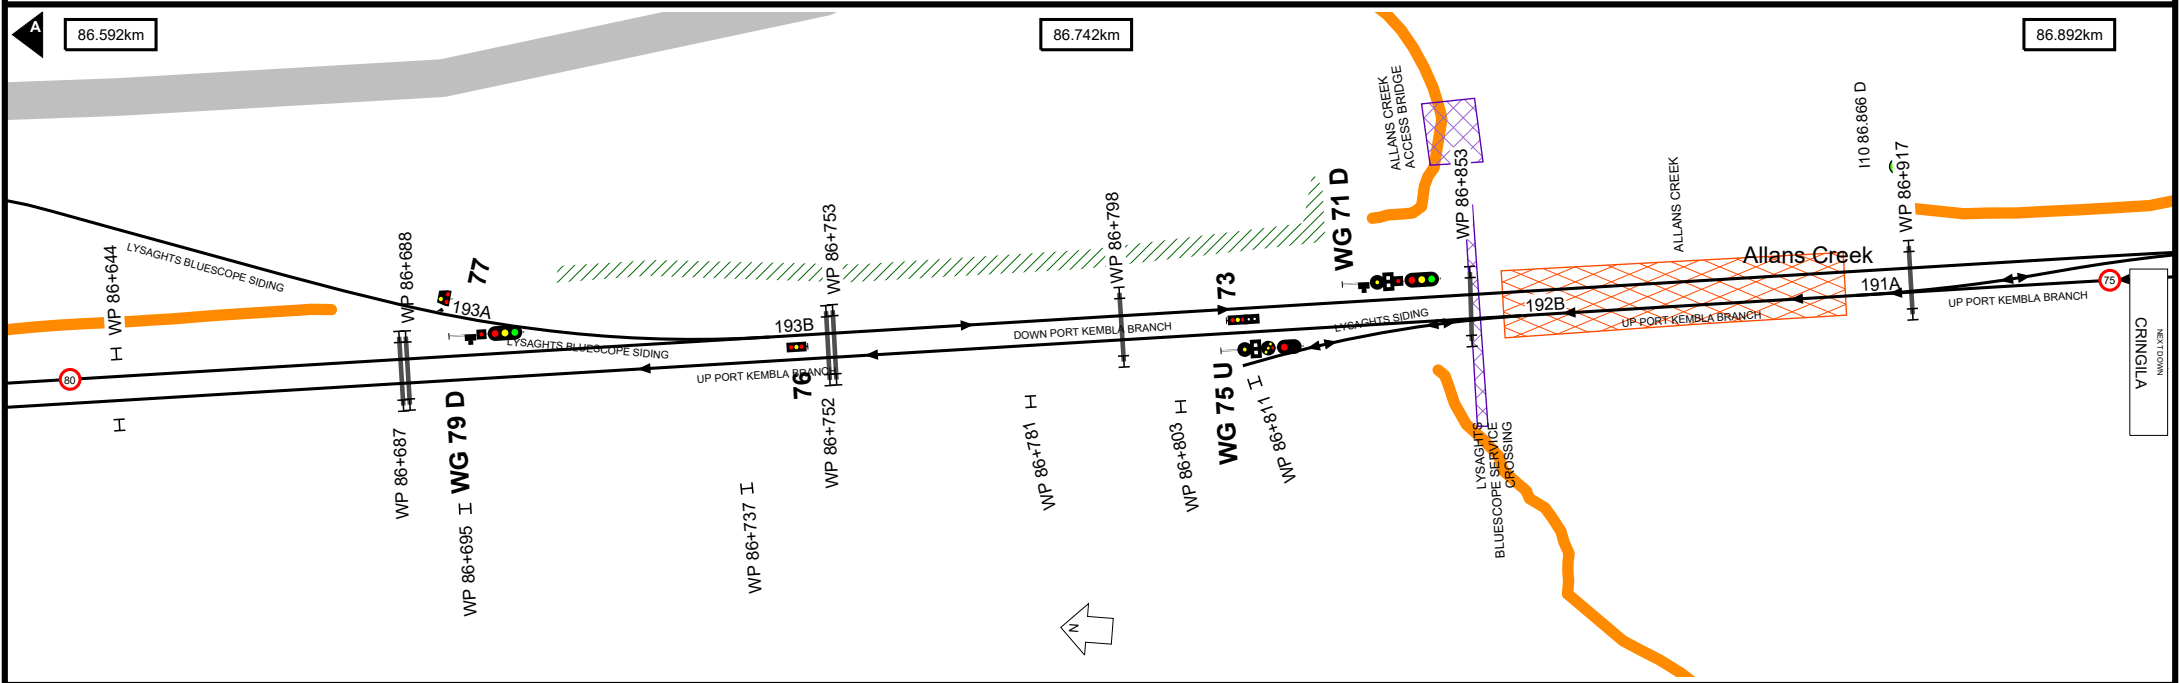 A
86.592km
86.742km
86.892km
ALLANS CREEK
ACCESS BRIDGE
I10 86.866 D
WP 86+917
WP 86+853
ALLANS CREEK
WG 71 D
WP 86+798
WP 86+753
WP 86+688
WP 86+644
LYSAGHTS BLUESCOPE SIDING
77
193A
73
Allans Creek
191A
192B
193B
DOWN PORT KEMBLA BRANCH
LYSAGHTS SIDING
UP PORT KEMBLA BRANCH
UP PORT KEMBLA BRANCH
75
NEXT DOWN
CRINGILA
LYSAGHTS BLUESCOPE SIDING
UP PORT KEMBLA BRANCH
80
76
WG 79 D
WG 75 U
WP 86+687
WP 86+752
WP 86+781
WP 86+803
WP 86+811
LYSAGHTS
BLUESCOPE SERVICE
CROSSING
WP 86+695
WP 86+737
N